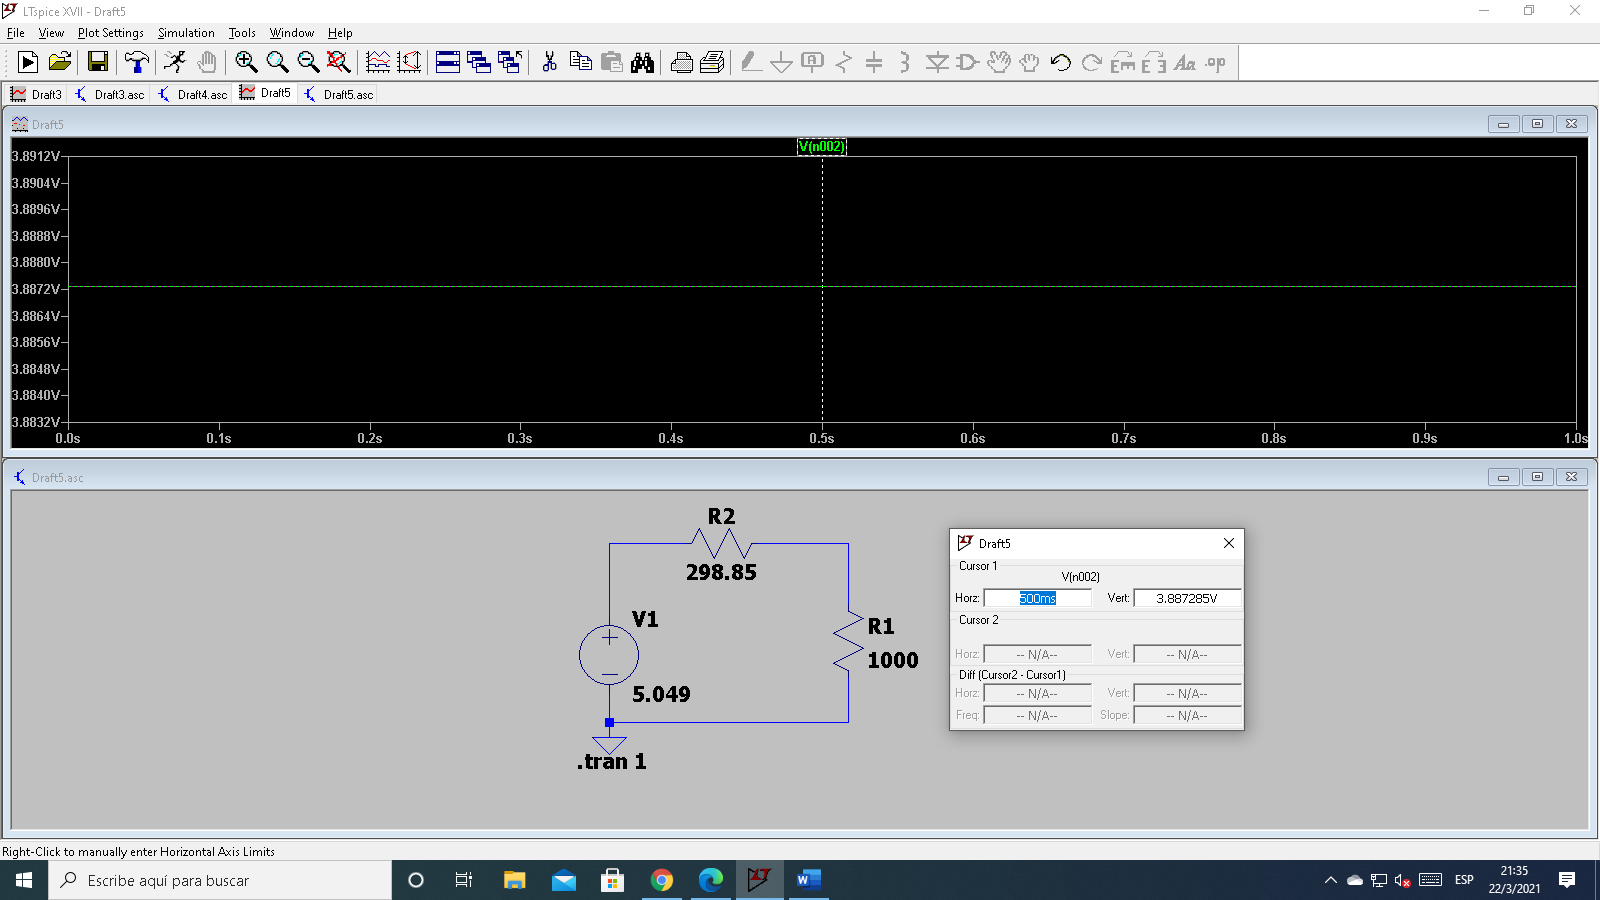 LTspice XVII - Draft5
File View Plot Settings Simulation Tools Window Help
Draft3 Draft3.asc Draft4.asc Draft5 Draft5.asc
Draft5
V(n002)
3.8912V
3.8904V
3.8896V
3.8888V
3.8880V
3.8872V
3.8864V
3.8856V
3.8848V
3.8840V
3.8832V
0.0s 0.1s 0.2s 0.3s 0.4s 0.5s 0.6s 0.7s 0.8s 0.9s 1.0s
Draft5.asc
R2
298.85
V1
5.049
R1
1000
.tran 1
Draft5
Cursor 1
V(n002)
Horz: 500ms Vert: 3.887285V
Cursor 2
Horz: -- N/A-- Vert: -- N/A--
Diff (Cursor2 - Cursor1)
Horz: -- N/A-- Vert: -- N/A--
Freq: -- N/A-- Slope: -- N/A--
Right-Click to manually enter Horizontal Axis Limits
Escribe aquí para buscar
ESP
21:35
22/3/2021